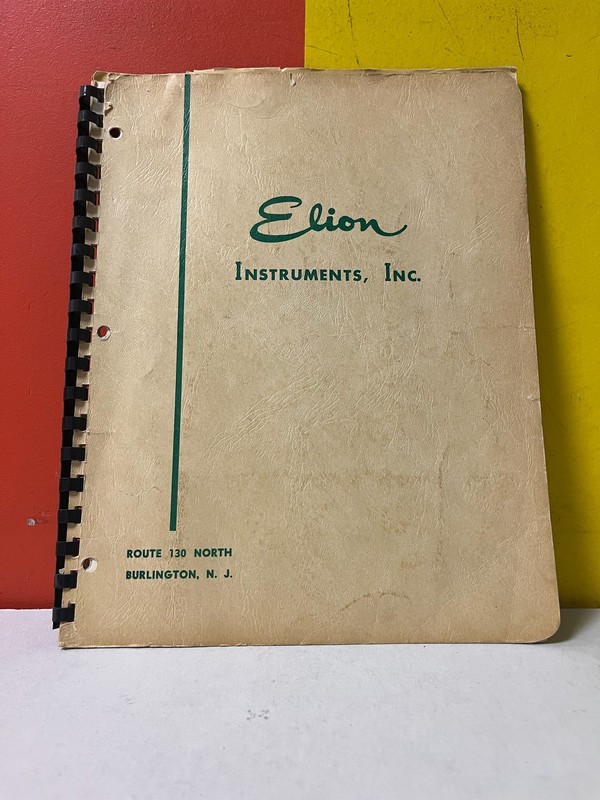 Elion
INSTRUMENTS, INC.
ROUTE 130 NORTH
BURLINGTON, N. J.